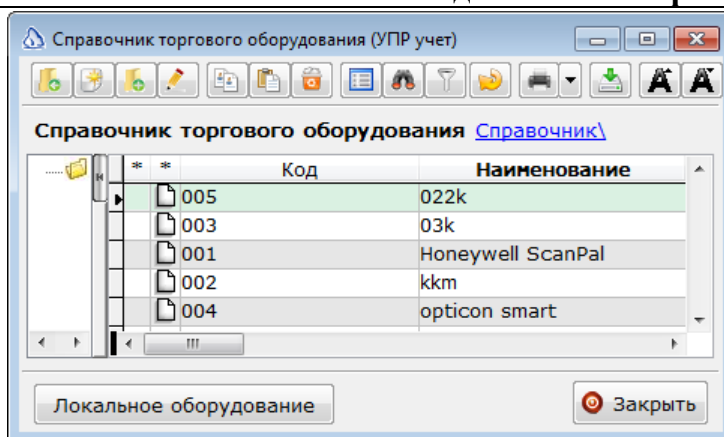 Справочник торгового оборудования (УПР учет)
Справочник торгового оборудования Справочник\
* * Код Наименование
005 022k
003 03k
001 Honeywell ScanPal
002 kkm
004 opticon smart
Локальное оборудование Закрыть